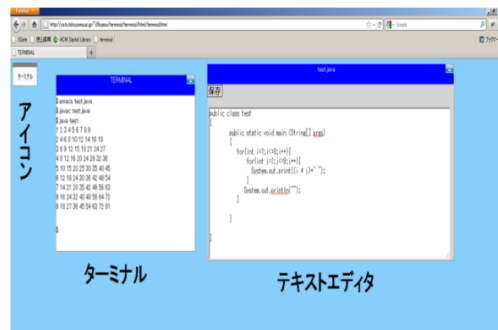 TERMINAL
ターミナル
アイコン
TERMINAL
$ emacs test.java
$ javac test.java
$ java test
1 2 3 4 5 6 7 8 9
2 4 6 8 10 12 14 16 18
3 6 9 12 15 18 21 24 27
4 8 12 16 20 24 28 32 36
5 10 15 20 25 30 35 40 45
6 12 18 24 30 36 42 48 54
7 14 21 28 35 42 49 56 63
8 16 24 32 40 48 56 64 72
9 18 27 36 45 54 63 72 81
$
ターミナル
test.java
保存
public class test
{
public static void main (String[] args)
{
for(int i=1;i<=9;i++){
for(int j=1;j<=9;j++){
System.out.print((i * j)+" ");
}
System.out.println("");
}
}
}
テキストエディタ